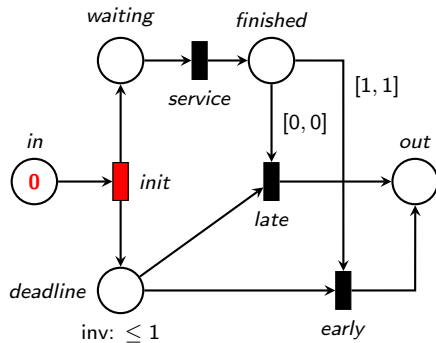 waiting
finished
service
[1, 1]
[0, 0]
in
out
0
init
late
deadline
inv: ≤ 1
early